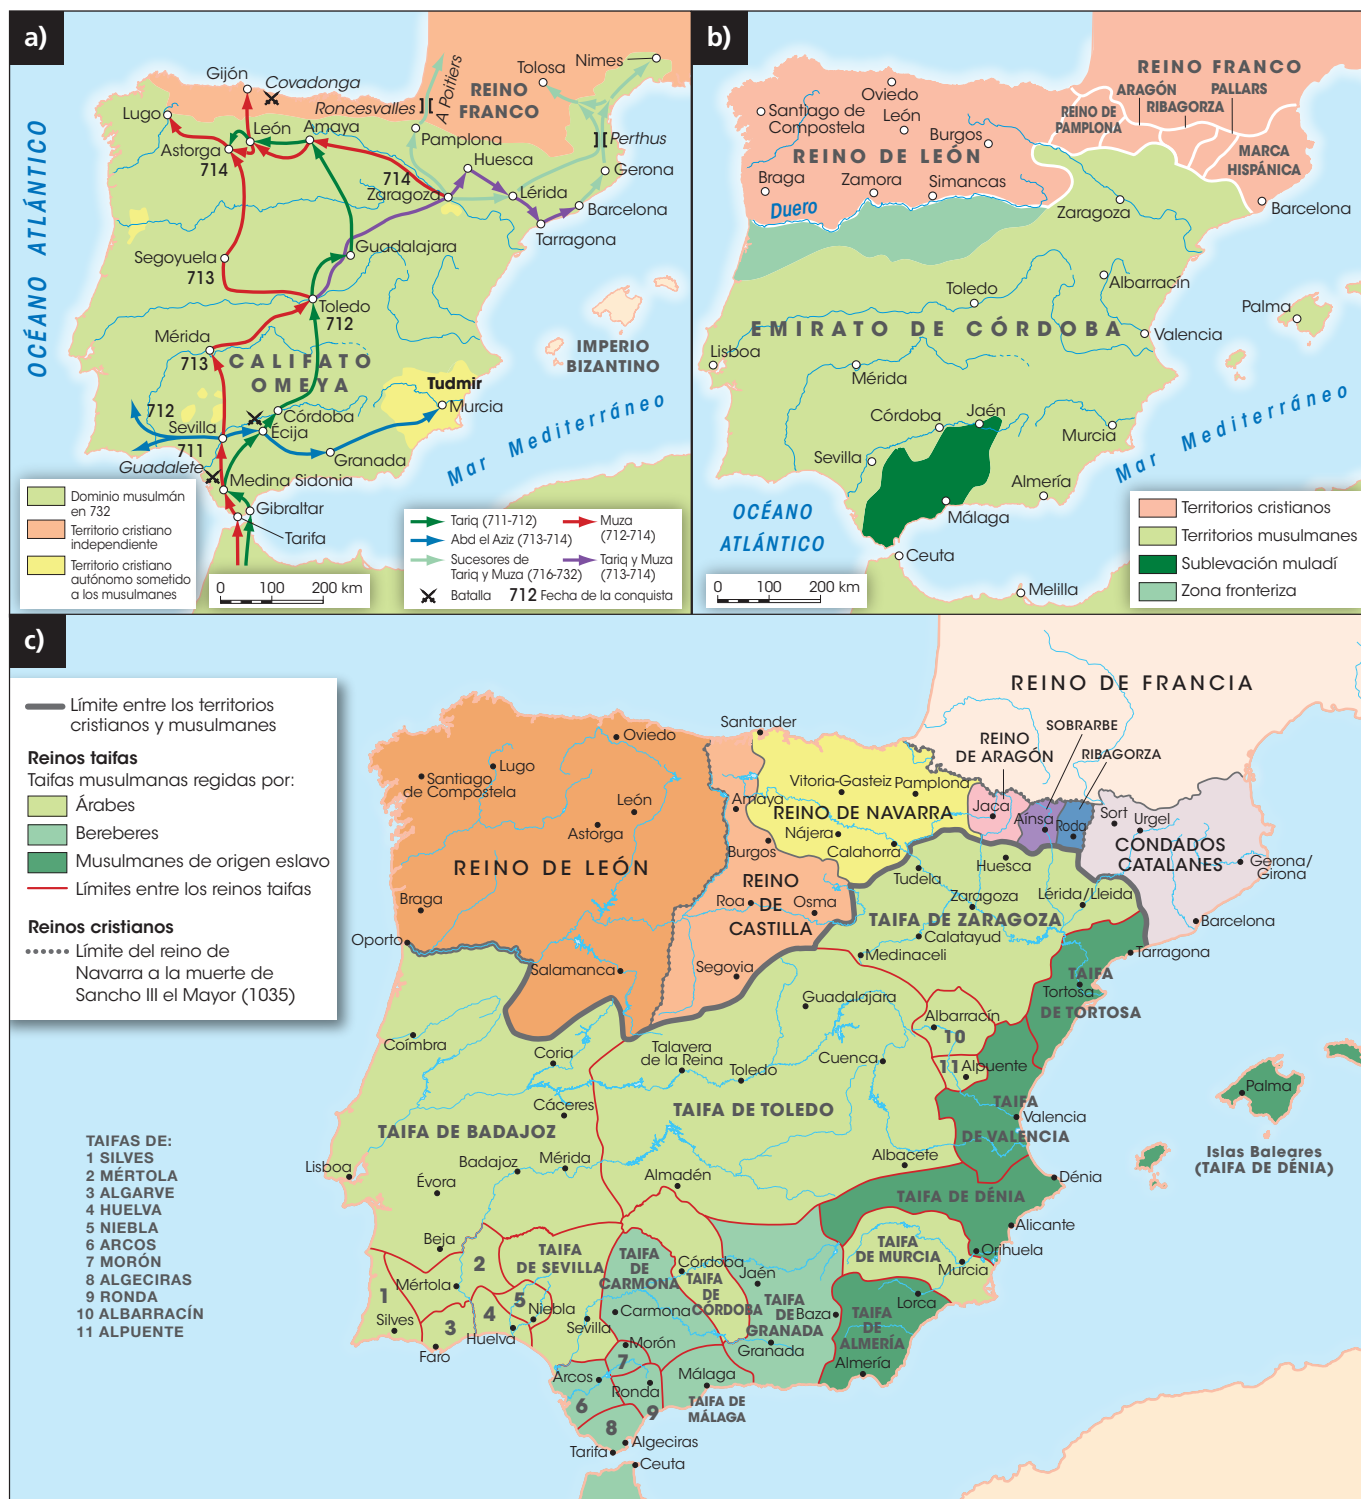 a)
Gijón
Covadonga
Lugo
León
Amaya
Astorga
714
Roncesvalles
A Poitiers
Tolosa
Nimes
REINO
FRANCO
Pamplona
Perthus
Huesca
Gerona
714
Zaragoza
Lérida
Barcelona
Tarragona
OCÉANO ATLÁNTICO
Segoyuela
713
Guadalajara
Toledo
712
Mérida
713
CALIFATO
OMEYA
IMPERIO
BIZANTINO
Tudmir
Murcia
712
Sevilla
711
Córdoba
Écija
Guadalete
Granada
Medina Sidonia
Gibraltar
Tarifa
Mar Mediterráneo
Dominio musulmán
en 732
Territorio cristiano
independiente
Territorio cristiano
autónomo sometido
a los musulmanes
0 200 km
Tariq (711-712)
Muza
(712-714)
Abd el Aziz (713-714)
Sucesores de
Tariq y Muza (716-732)
Tariq y Muza
(713-714)
Batalla
712 Fecha de la conquista
b)
REINO FRANCO
ARAGÓN
PALLARS
RIBAGORZA
REINO DE
PAMPLONA
MARCA
HISPÁNICA
Oviedo
Santiago de
Compostela
León
Burgos
REINO DE LEÓN
Braga
Zamora
Simancas
Duero
Zaragoza
Barcelona
Toledo
Albarracín
Palma
EMIRATO DE CÓRDOBA
Valencia
Lisboa
Mérida
Córdoba
Jaén
Murcia
Sevilla
Almería
Málaga
OCÉANO
ATLÁNTICO
Mar Mediterráneo
Ceuta
Melilla
0 200 km
Territorios cristianos
Territorios musulmanes
Sublevación muladí
Zona fronteriza
c)
Límite entre los territorios
cristianos y musulmanes
Reinos taifas
Taifas musulmanas regidas por:
Árabes
Bereberes
Musulmanes de origen eslavo
Límites entre los reinos taifas
Reinos cristianos
Límite del reino de
Navarra a la muerte de
Sancho III el Mayor (1035)
REINO DE FRANCIA
Santander
Oviedo
SOBRARBE
REINO
DE ARAGÓN
RIBAGORZA
Lugo
Santiago
de Compostela
Vitoria-Gasteiz
Pamplona
León
Amaya
REINO DE NAVARRA
Jaca
Aínsa
Roda
Sort
Urgel
Astorga
Nájera
Burgos
Calahorra
CONDADOS
CATALANES
REINO DE LEÓN
Tudela
Huesca
Gerona/
Girona
Braga
REINO
DE
CASTILLA
Roa
Osma
Zaragoza
Lérida/Lleida
TAIFA DE ZARAGOZA
Barcelona
Oporto
Calatayud
Medinaceli
Tarragona
Salamanca
Segovia
Guadalajara
TAIFA
DE TORTOSA
Tortosa
Albarracín
10
Coímbra
Coria
Talavera
de la Reina
Toledo
Cuenca
11
Alpuente
Palma
Cáceres
TAIFA DE TOLEDO
TAIFA
DE VALENCIA
Valencia
TAIFA DE BADAJOZ
Islas Baleares
(TAIFA DE DÉNIA)
Lisboa
Badajoz
Mérida
Albacete
Évora
Almadén
Dénia
TAIFA DE DÉNIA
Alicante
Beja
2
TAIFA
DE SEVILLA
TAIFA
DE
CARMONA
Córdoba
TAIFA
DE
CÓRDOBA
Jaén
TAIFA
DE MURCIA
Orihuela
Murcia
Mértola
1
Silves
3
Faro
4
5
Niebla
Huelva
Sevilla
Carmona
TAIFA
DE
GRANADA
Baza
Lorca
TAIFA
DE
ALMERÍA
Granada
Almería
Morón
7
Arcos
Ronda
6
9
8
Málaga
TAIFA DE
MÁLAGA
Algeciras
Tarifa
Ceuta
TAIFAS DE:
1 SILVES
2 MÉRTOLA
3 ALGARVE
4 HUELVA
5 NIEBLA
6 ARCOS
7 MORÓN
8 ALGECIRAS
9 RONDA
10 ALBARRACÍN
11 ALPUENTE